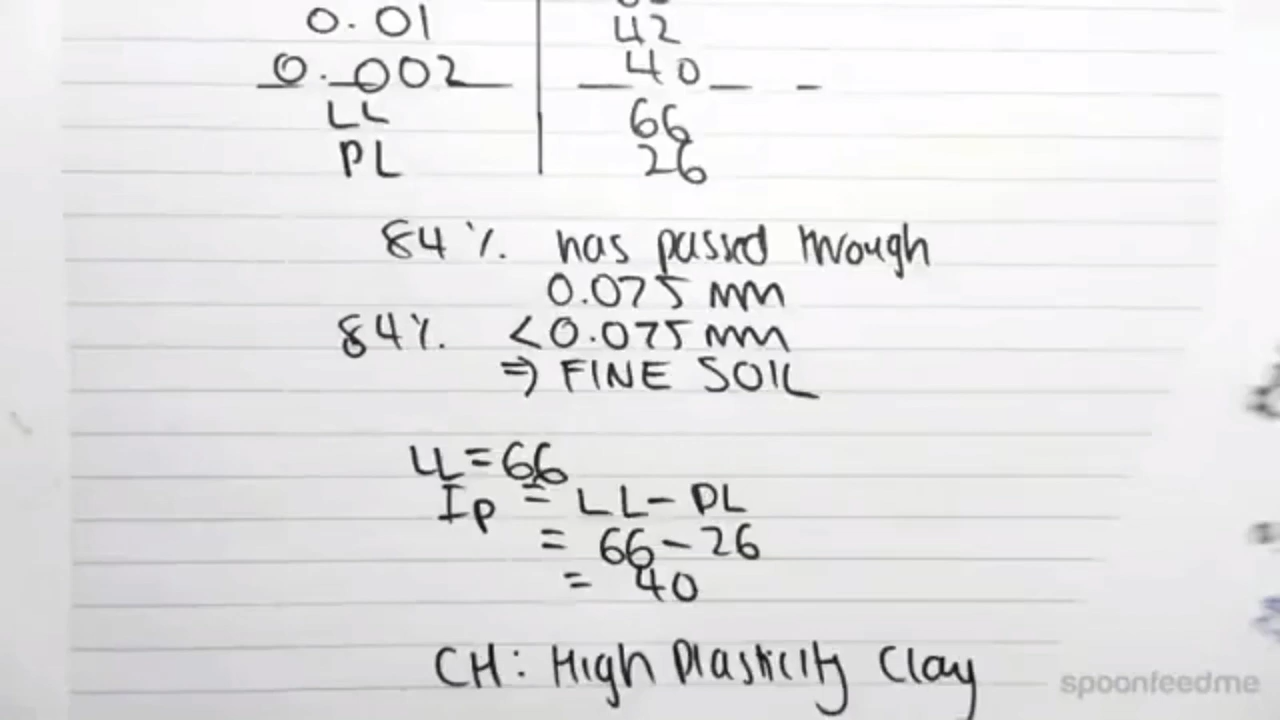 0.01 42
0.002 40
LL 66
PL 26
84 %. has passed through
0.075 mm
84%. <0.075 mm
⇒ FINE SOIL
LL = 66
Ip = LL - PL
= 66 - 26
= 40
CH: High Plasticity Clay
spoonfeedme